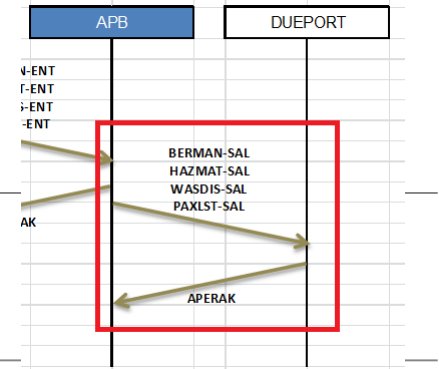 APB
DUEPORT
N-ENT
T-ENT
S-ENT
-ENT
BERMAN-SAL
HAZMAT-SAL
WASDIS-SAL
PAXLST-SAL
AK
APERAK